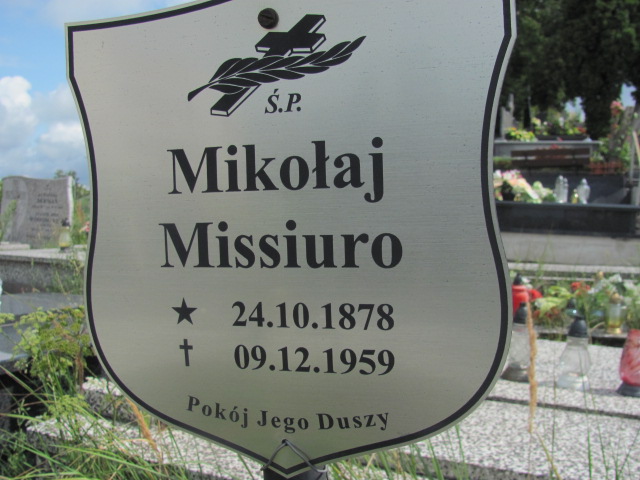 Ś.P.
Mikołaj
Missiuro
★ 24.10.1878
† 09.12.1959
Pokój Jego Duszy